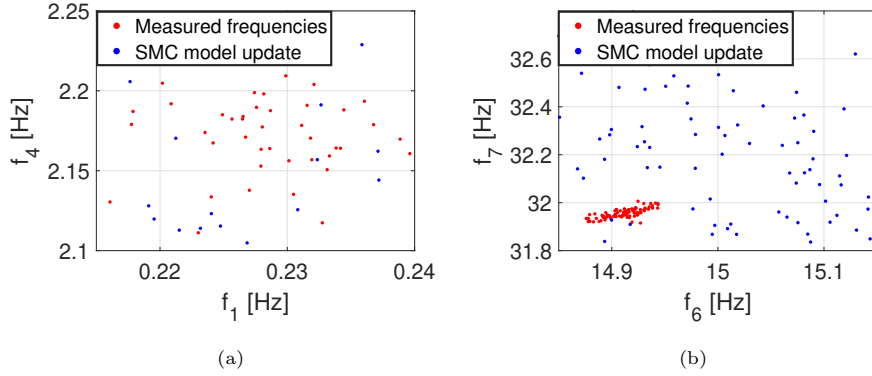 2.25
2.2
2.15
2.1
f4 [Hz]
Measured frequencies
SMC model update
0.22
0.23
0.24
f1 [Hz]
(a)
32.8
32.6
32.4
32.2
32
31.8
f7 [Hz]
Measured frequencies
SMC model update
14.9
15
15.1
f6 [Hz]
(b)